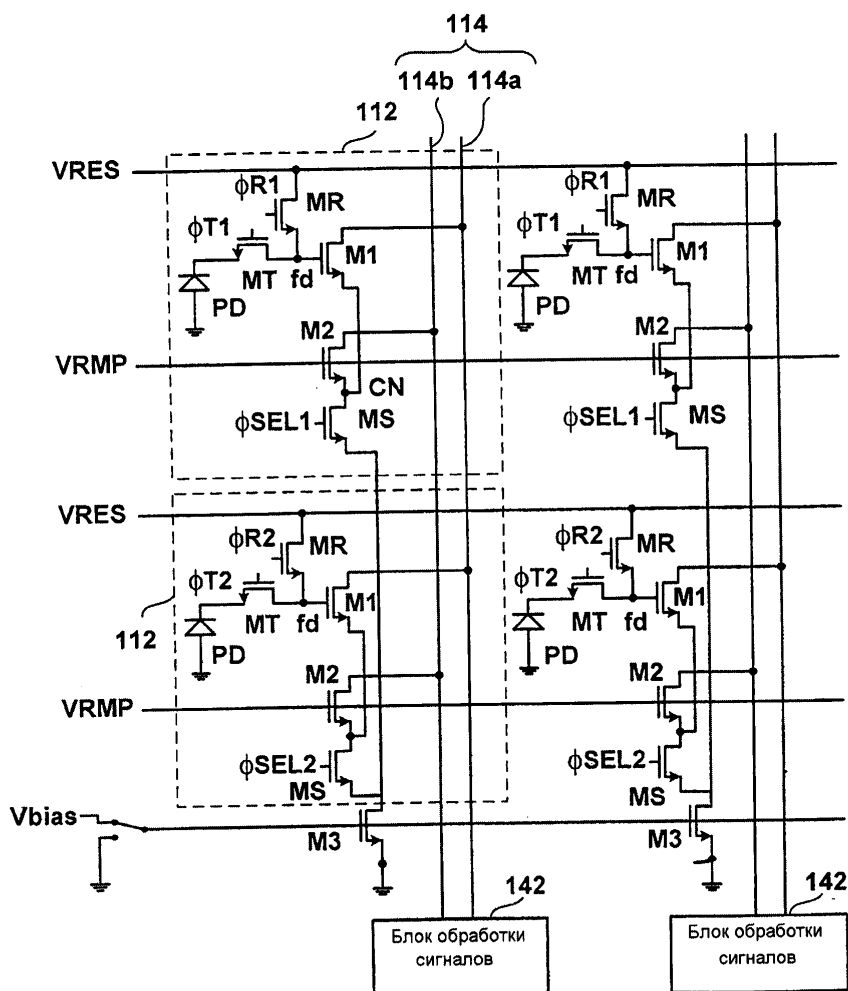 114
114b 114a
112
VRES
ϕR1 MR ϕR1 MR
ϕT1 M1 ϕT1 M1
MT fd MT fd
PD PD
M2 M2
VRMP
CN
ϕSEL1 MS ϕSEL1 MS
VRES
ϕR2 MR ϕR2 MR
ϕT2 M1 ϕT2 M1
112 MT fd MT fd
PD PD
M2 M2
VRMP
ϕSEL2 ϕSEL2
MS MS
Vbias
M3 M3
142 142
Блок обработки Блок обработки
сигналов сигналов